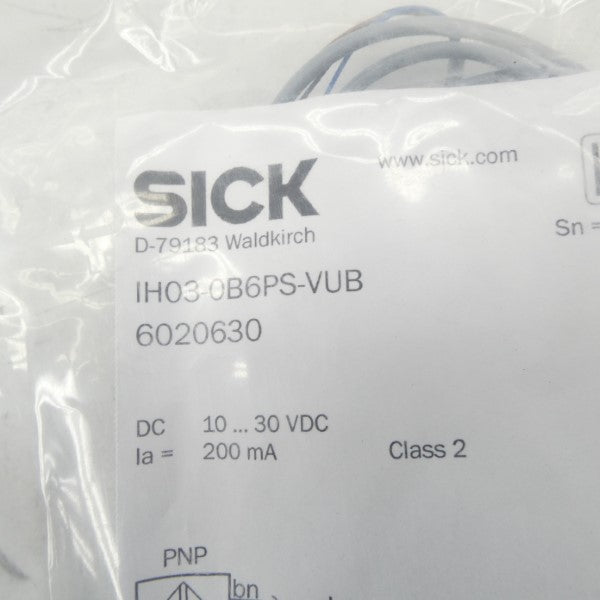 SICK
www.sick.com
D-79183 Waldkirch
Sn =
IH03-0B6PS-VUB
6020630
DC 10 ... 30 VDC
Ia = 200 mA Class 2
PNP
bn